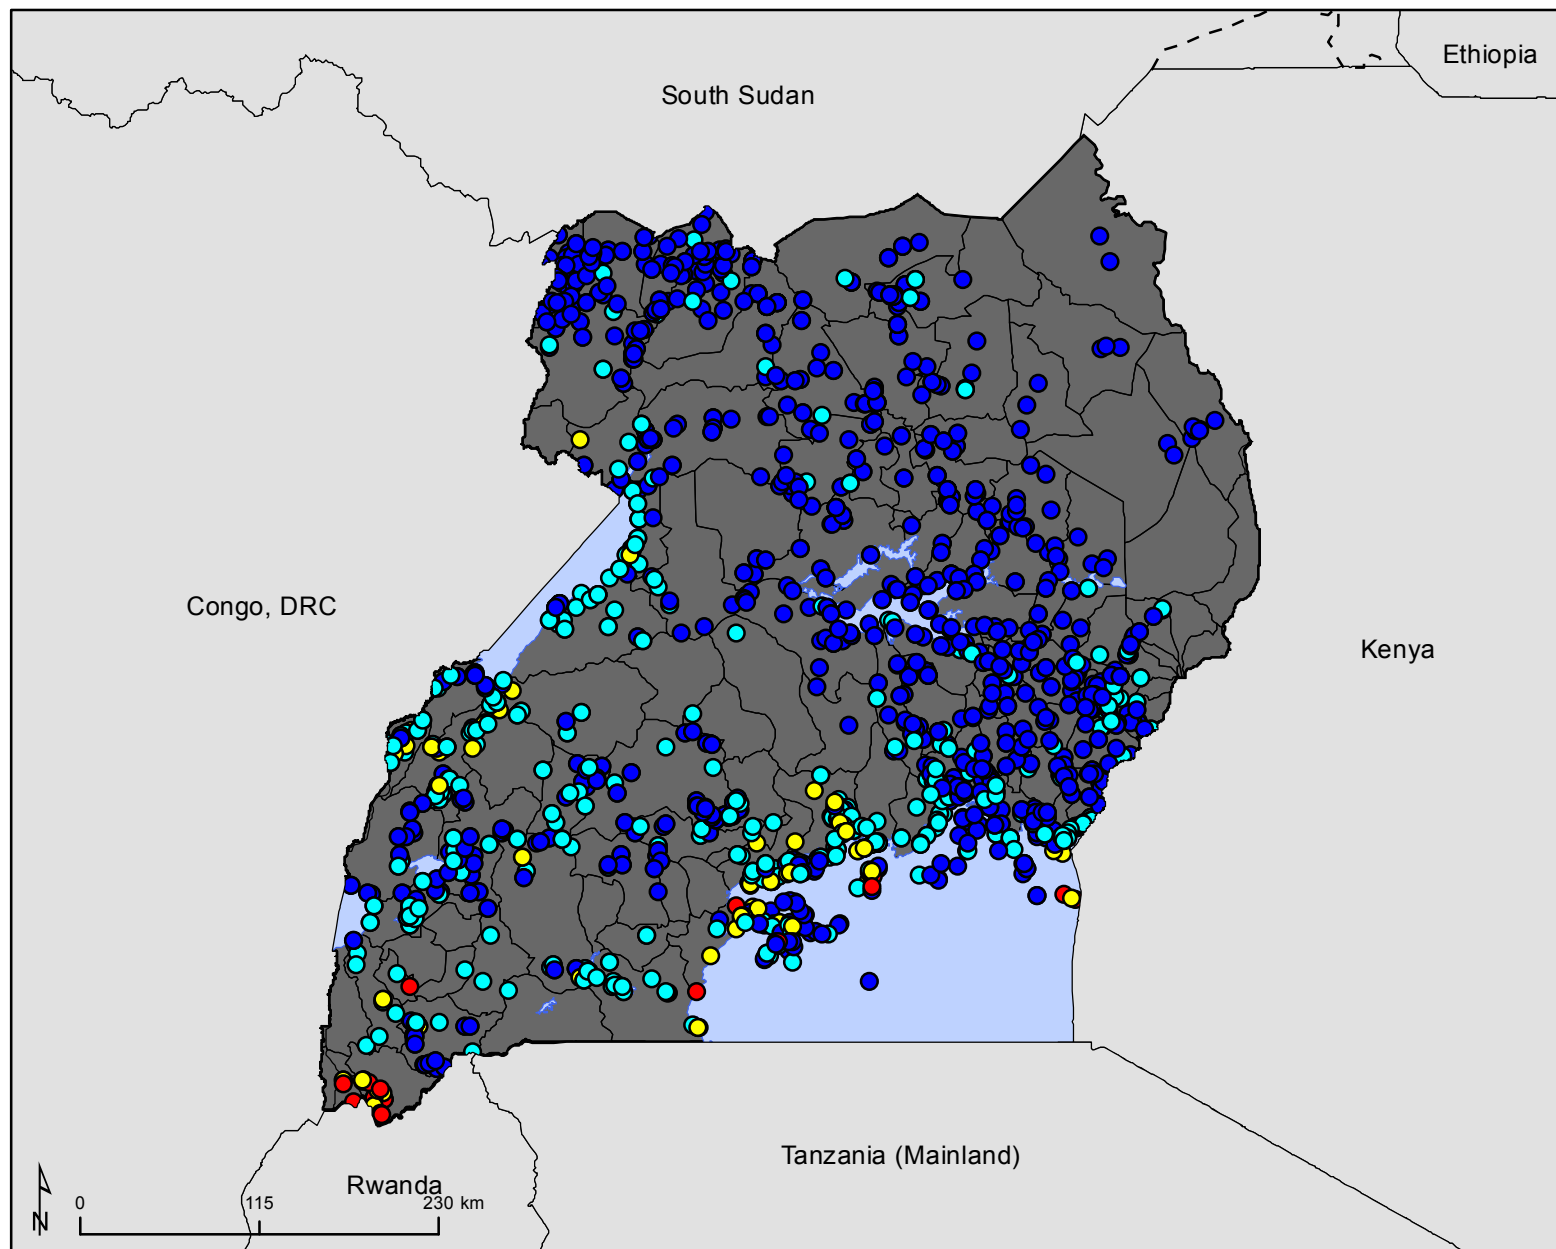 Ethiopia
South Sudan
Congo, DRC
Kenya
Tanzania (Mainland)
Rwanda
0 115 230 km
N